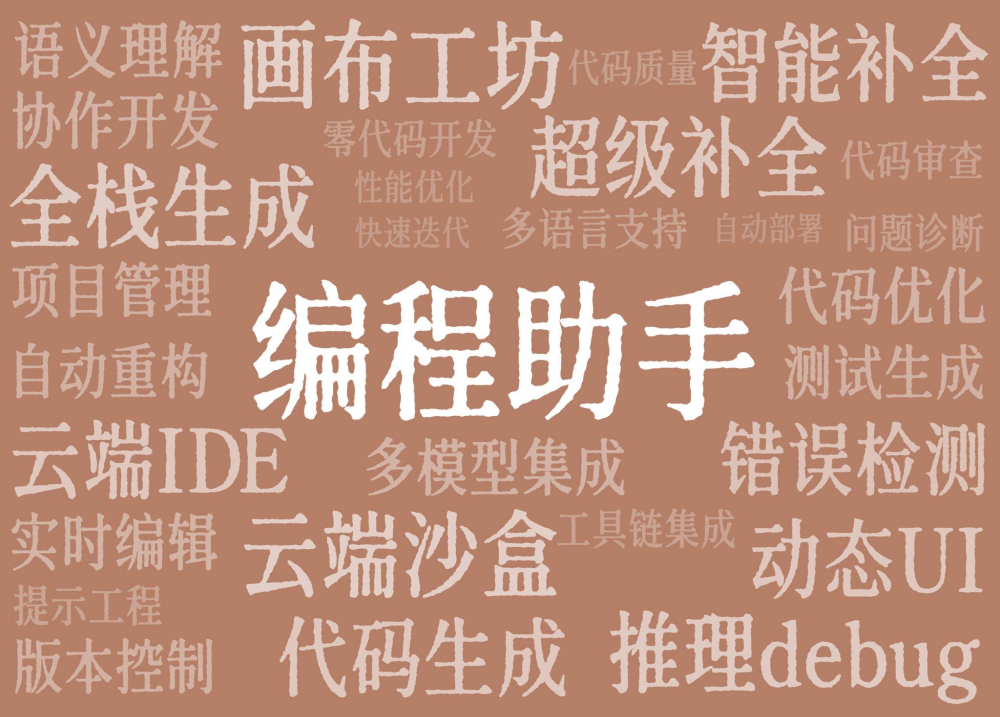 语义理解
画布工坊
代码质量
智能补全
协作开发
零代码开发
超级补全
代码审查
全栈生成
性能优化
快速迭代
多语言支持
自动部署
问题诊断
项目管理
编程助手
代码优化
自动重构
测试生成
云端IDE
多模型集成
错误检测
实时编辑
云端沙盒
工具链集成
动态UI
提示工程
版本控制
代码生成
推理debug